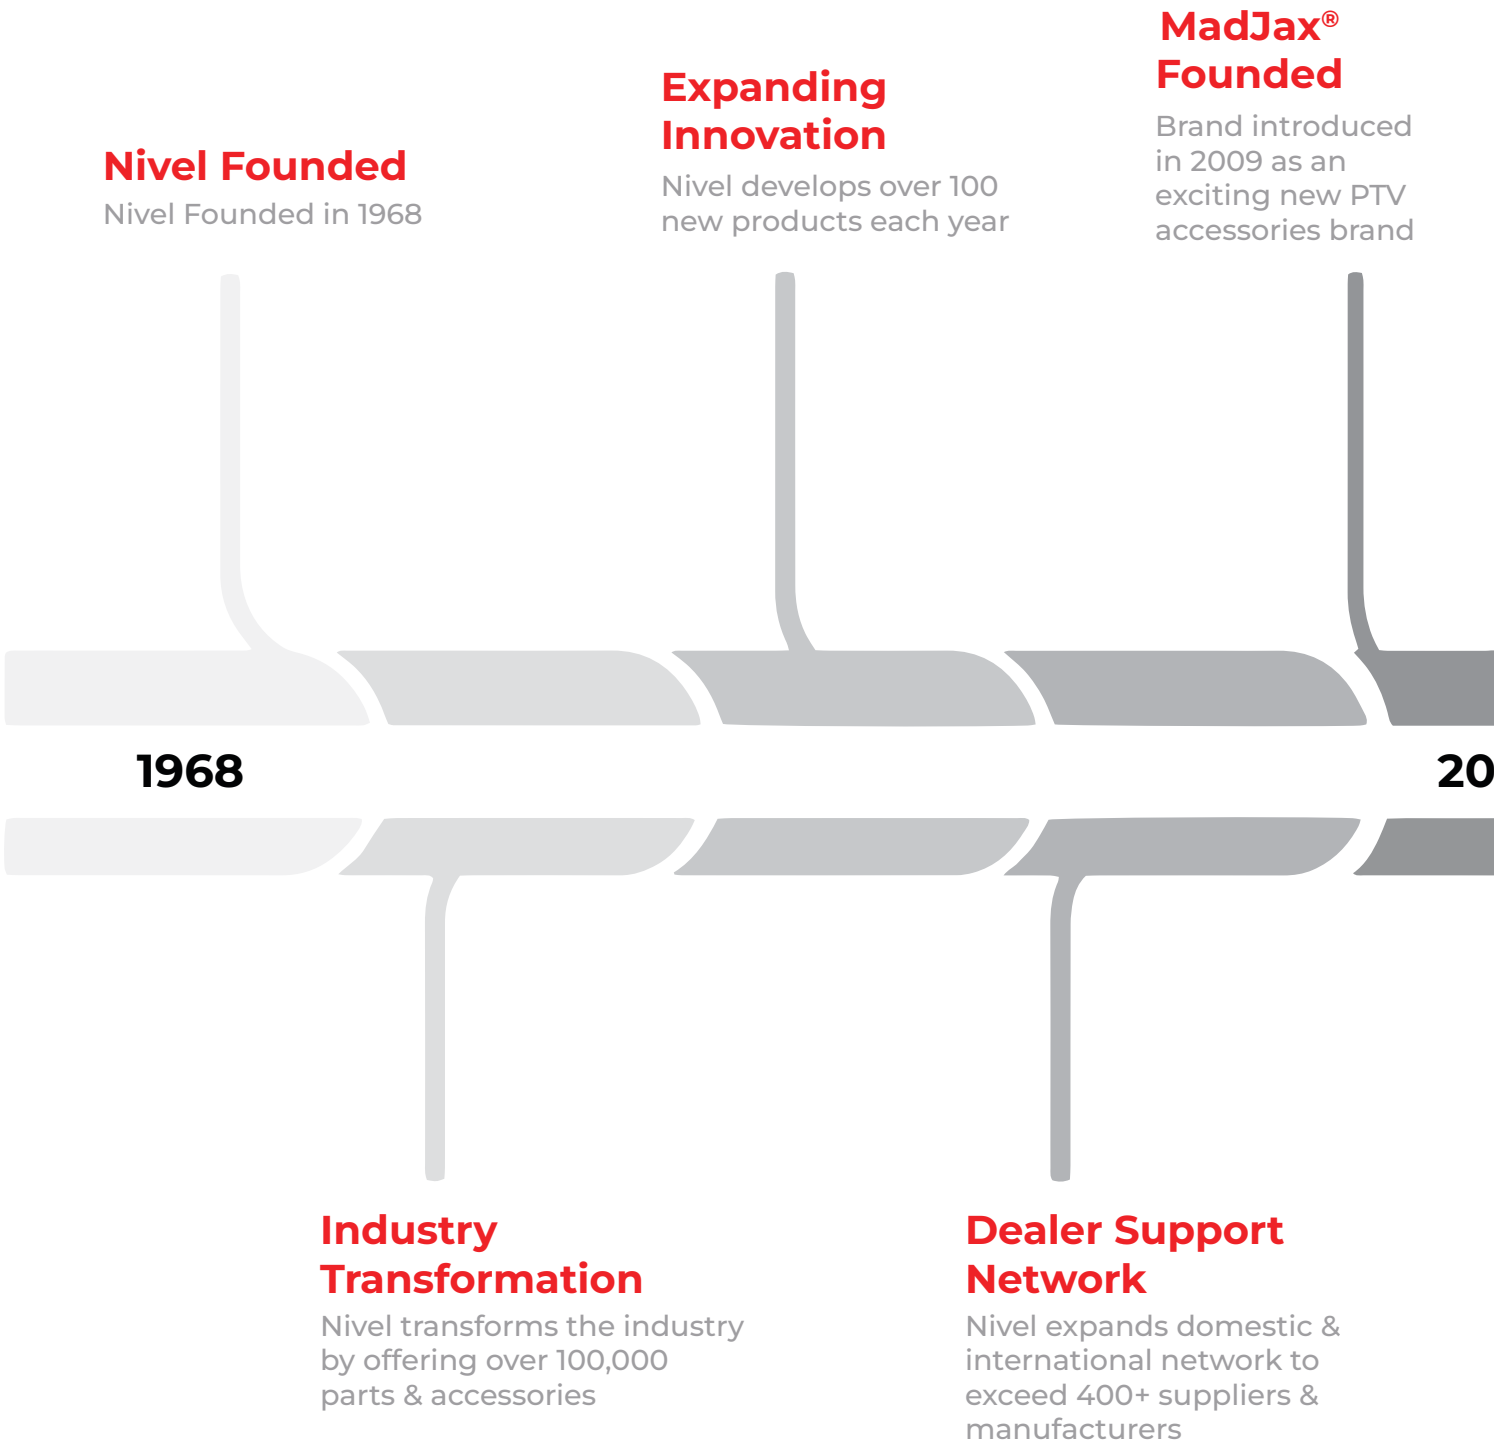 MadJax®
Founded
Brand introduced
in 2009 as an
exciting new PTV
accessories brand
Expanding
Innovation
Nivel develops over 100
new products each year
Nivel Founded
Nivel Founded in 1968
1968
20
Industry
Transformation
Nivel transforms the industry
by offering over 100,000
parts & accessories
Dealer Support
Network
Nivel expands domestic &
international network to
exceed 400+ suppliers &
manufacturers